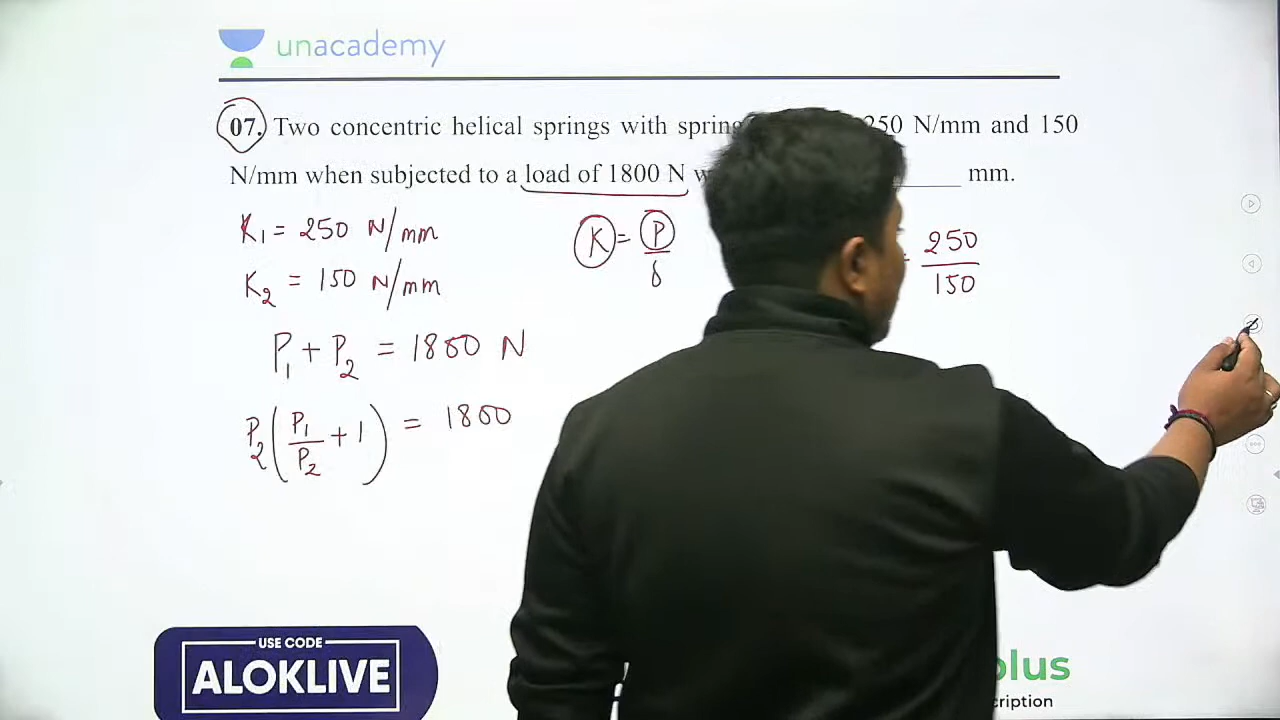 unacademy
07. Two concentric helical springs with spring 250 N/mm and 150
N/mm when subjected to a load of 1800 N mm.
K1 = 250 N/mm
K = P/δ
250/150
K2 = 150 N/mm
P1 + P2 = 1800 N
P2 (P1/P2 + 1) = 1800
USE CODE
ALOKLIVE
plus